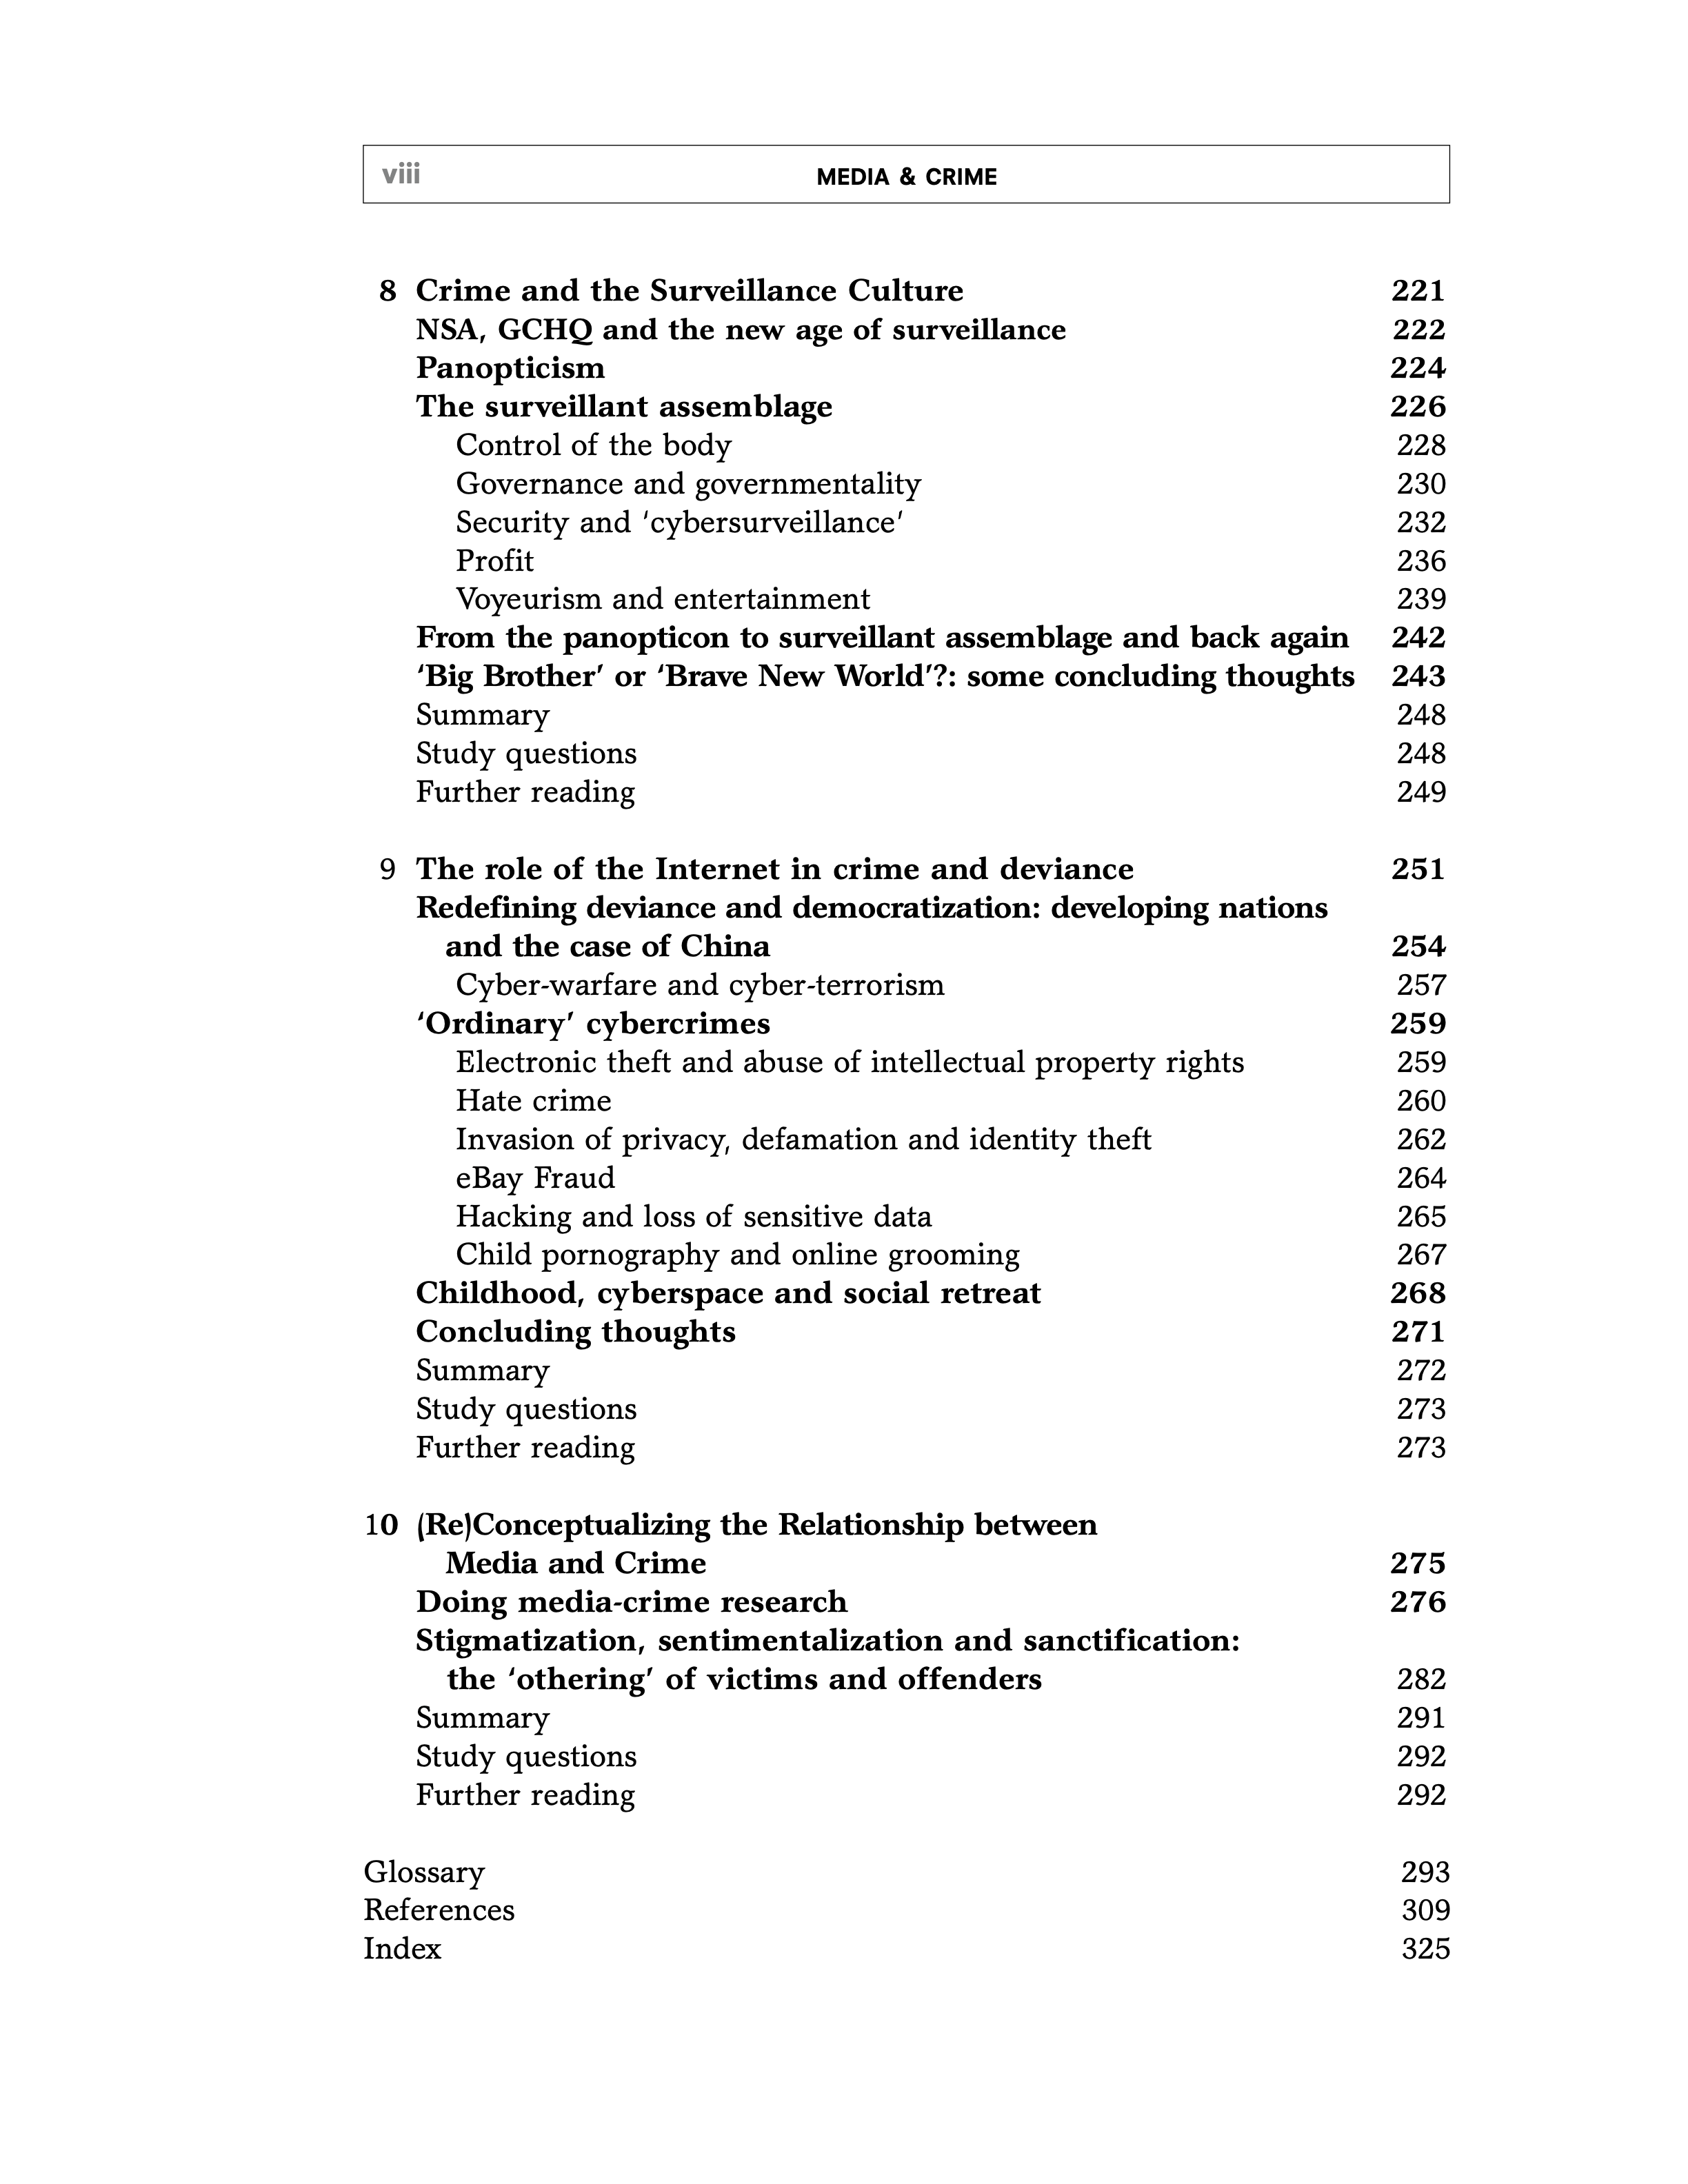 viii MEDIA & CRIME
8 Crime and the Surveillance Culture 221
NSA, GCHQ and the new age of surveillance 222
Panopticism 224
The surveillant assemblage 226
Control of the body 228
Governance and governmentality 230
Security and ‘cybersurveillance’ 232
Profit 236
Voyeurism and entertainment 239
From the panopticon to surveillant assemblage and back again 242
‘Big Brother’ or ‘Brave New World’?: some concluding thoughts 243
Summary 248
Study questions 248
Further reading 249
9 The role of the Internet in crime and deviance 251
Redefining deviance and democratization: developing nations
and the case of China 254
Cyber-warfare and cyber-terrorism 257
‘Ordinary’ cybercrimes 259
Electronic theft and abuse of intellectual property rights 259
Hate crime 260
Invasion of privacy, defamation and identity theft 262
eBay Fraud 264
Hacking and loss of sensitive data 265
Child pornography and online grooming 267
Childhood, cyberspace and social retreat 268
Concluding thoughts 271
Summary 272
Study questions 273
Further reading 273
10 (Re)Conceptualizing the Relationship between
Media and Crime 275
Doing media-crime research 276
Stigmatization, sentimentalization and sanctification:
the ‘othering’ of victims and offenders 282
Summary 291
Study questions 292
Further reading 292
Glossary 293
References 309
Index 325